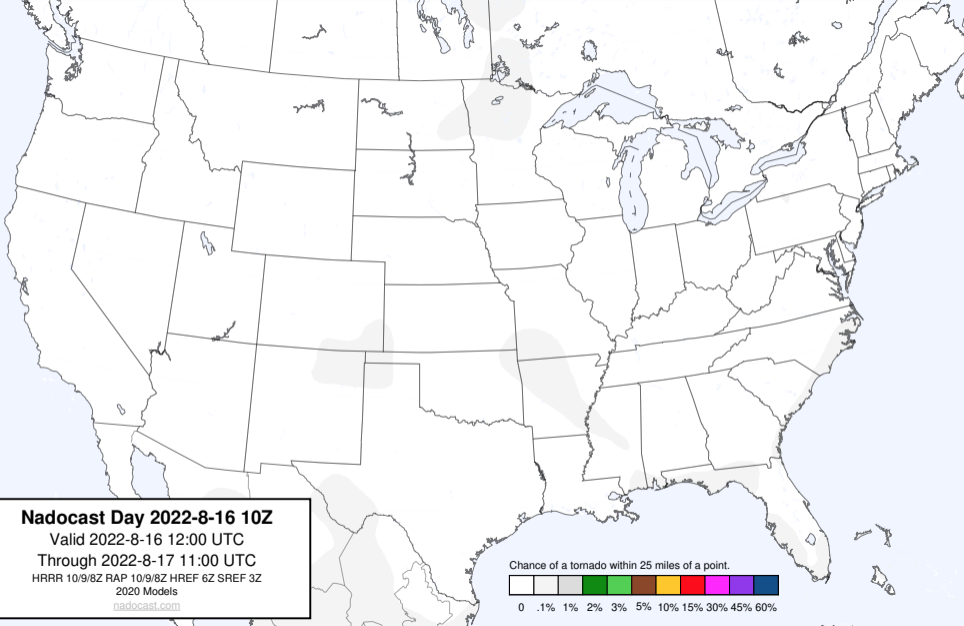 Nadocast Day 2022-8-16 10Z
Valid 2022-8-16 12:00 UTC
Through 2022-8-17 11:00 UTC
HRRR 10/9/8Z RAP 10/9/8Z HREF 6Z SREF 3Z
2020 Models
nadocast.com
Chance of a tornado within 25 miles of a point.
0 .1% 1% 2% 3% 5% 10% 15% 30% 45% 60%